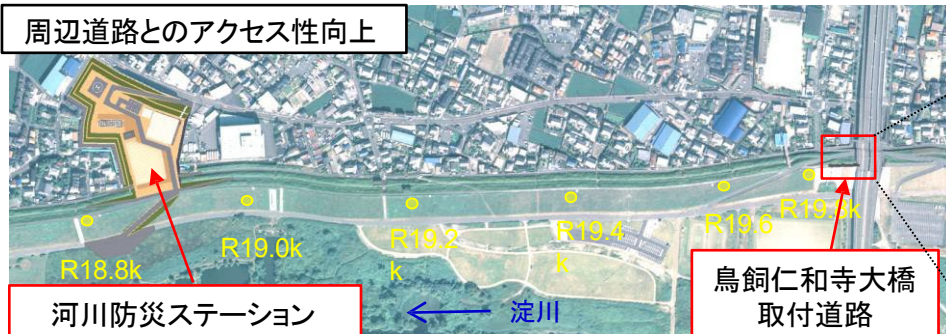 周辺道路とのアクセス性向上
R18.8k
R19.0k
R19.2
k
R19.4
k
R19.6
R19.8k
河川防災ステーション
淀川
鳥飼仁和寺大橋
取付道路